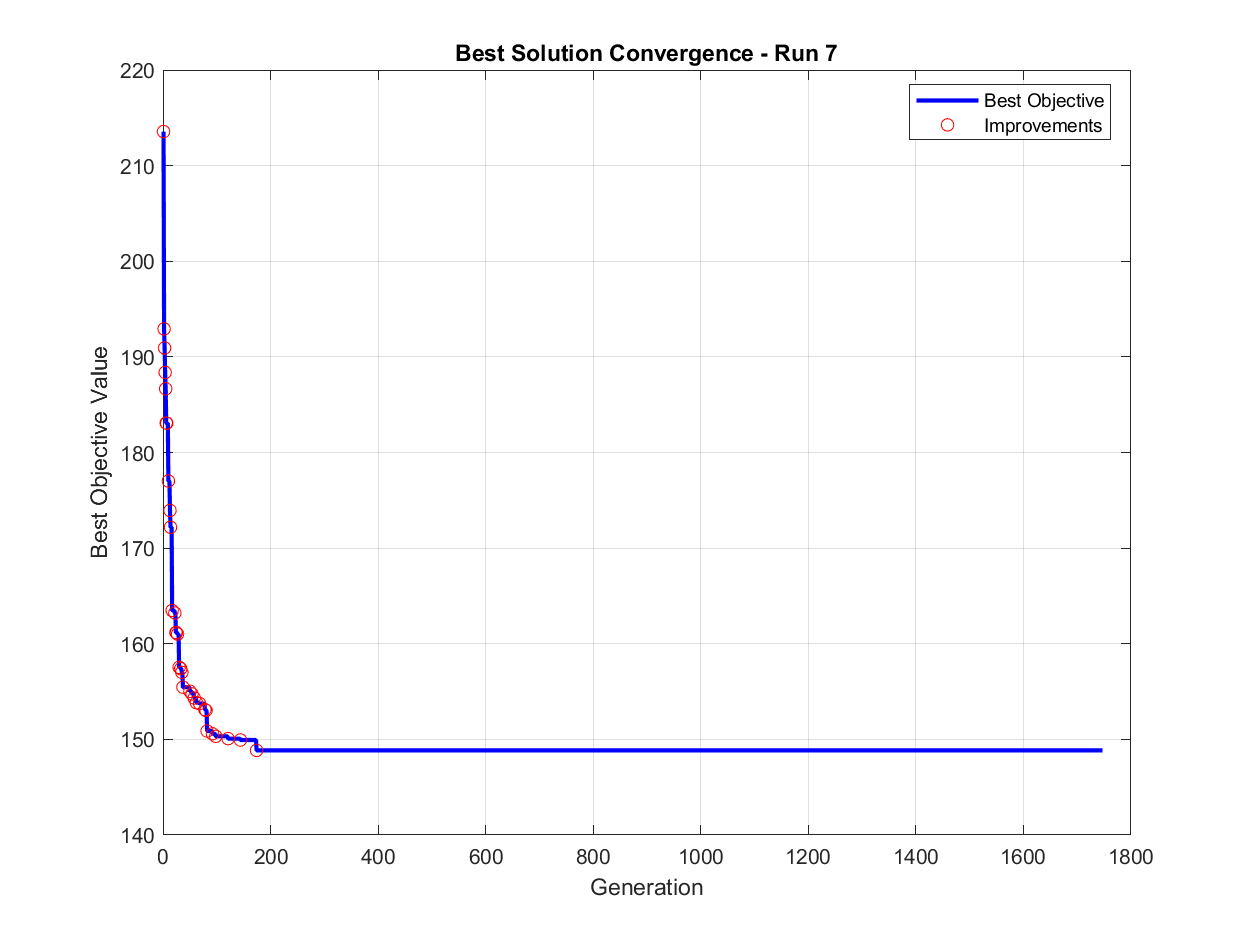 Best Solution Convergence - Run 7
220
210
200
190
180
170
160
150
140
Best Objective Value
Best Objective
Improvements
0 200 400 600 800 1000 1200 1400 1600 1800
Generation